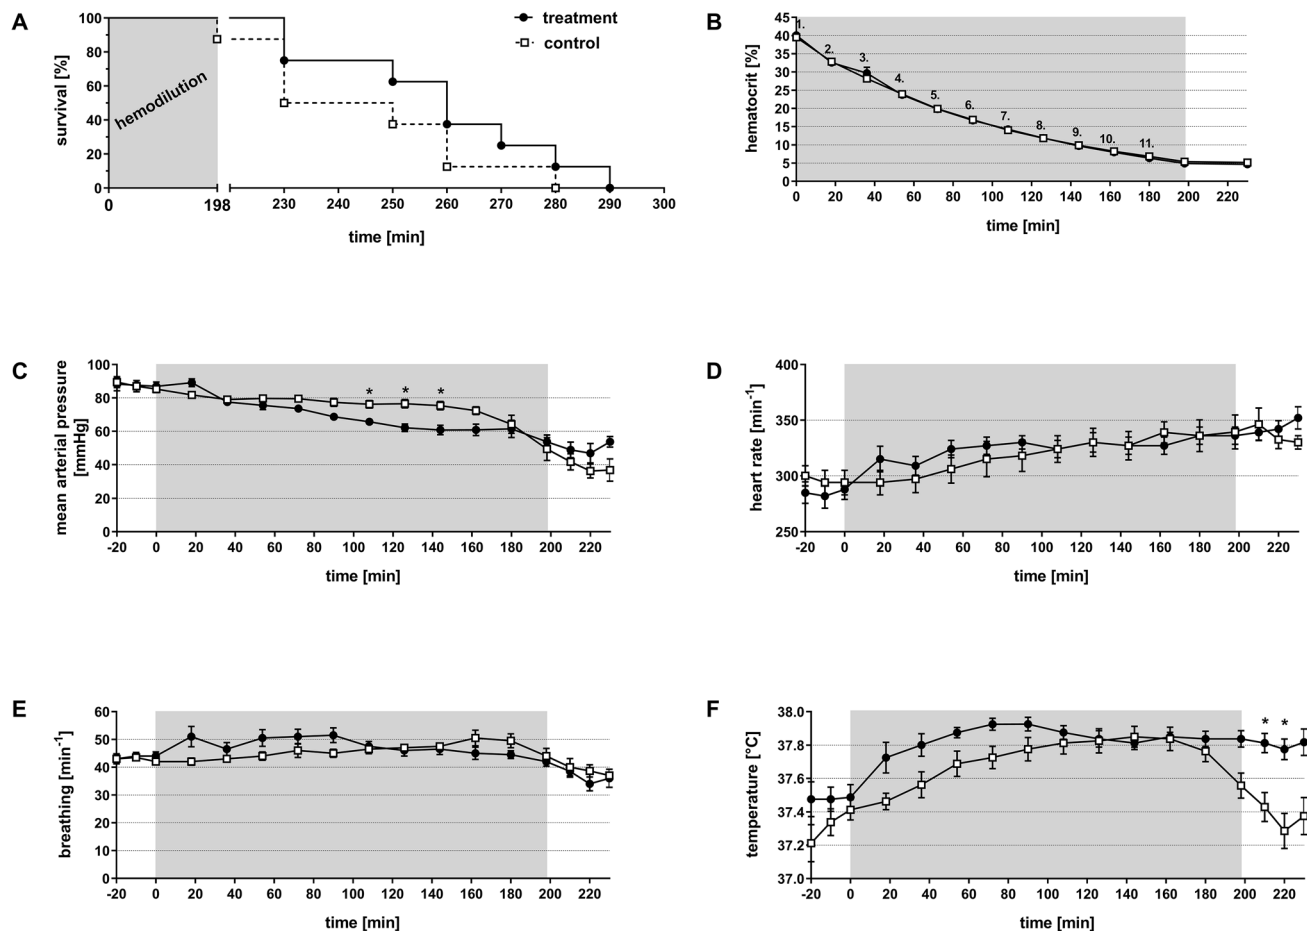 A
survival [%]
100
80
60
40
20
0
hemodilution
treatment
control
0 198 230 240 250 260 270 280 290 300
time [min]
B
hematocrit [%]
45
40
35
30
25
20
15
10
5
0
1.
2.
3.
4.
5.
6.
7.
8.
9.
10.
11.
0 20 40 60 80 100 120 140 160 180 200 220
time [min]
C
mean arterial pressure
[mmHg]
100
80
60
40
20
0
* * *
-20 0 20 40 60 80 100 120 140 160 180 200 220
time [min]
D
heart rate [min-1]
400
350
300
250
-20 0 20 40 60 80 100 120 140 160 180 200 220
time [min]
E
breathing [min-1]
60
50
40
30
20
10
0
-20 0 20 40 60 80 100 120 140 160 180 200 220
time [min]
F
temperature [°C]
38.0
37.8
37.6
37.4
37.2
37.0
* *
-20 0 20 40 60 80 100 120 140 160 180 200 220
time [min]